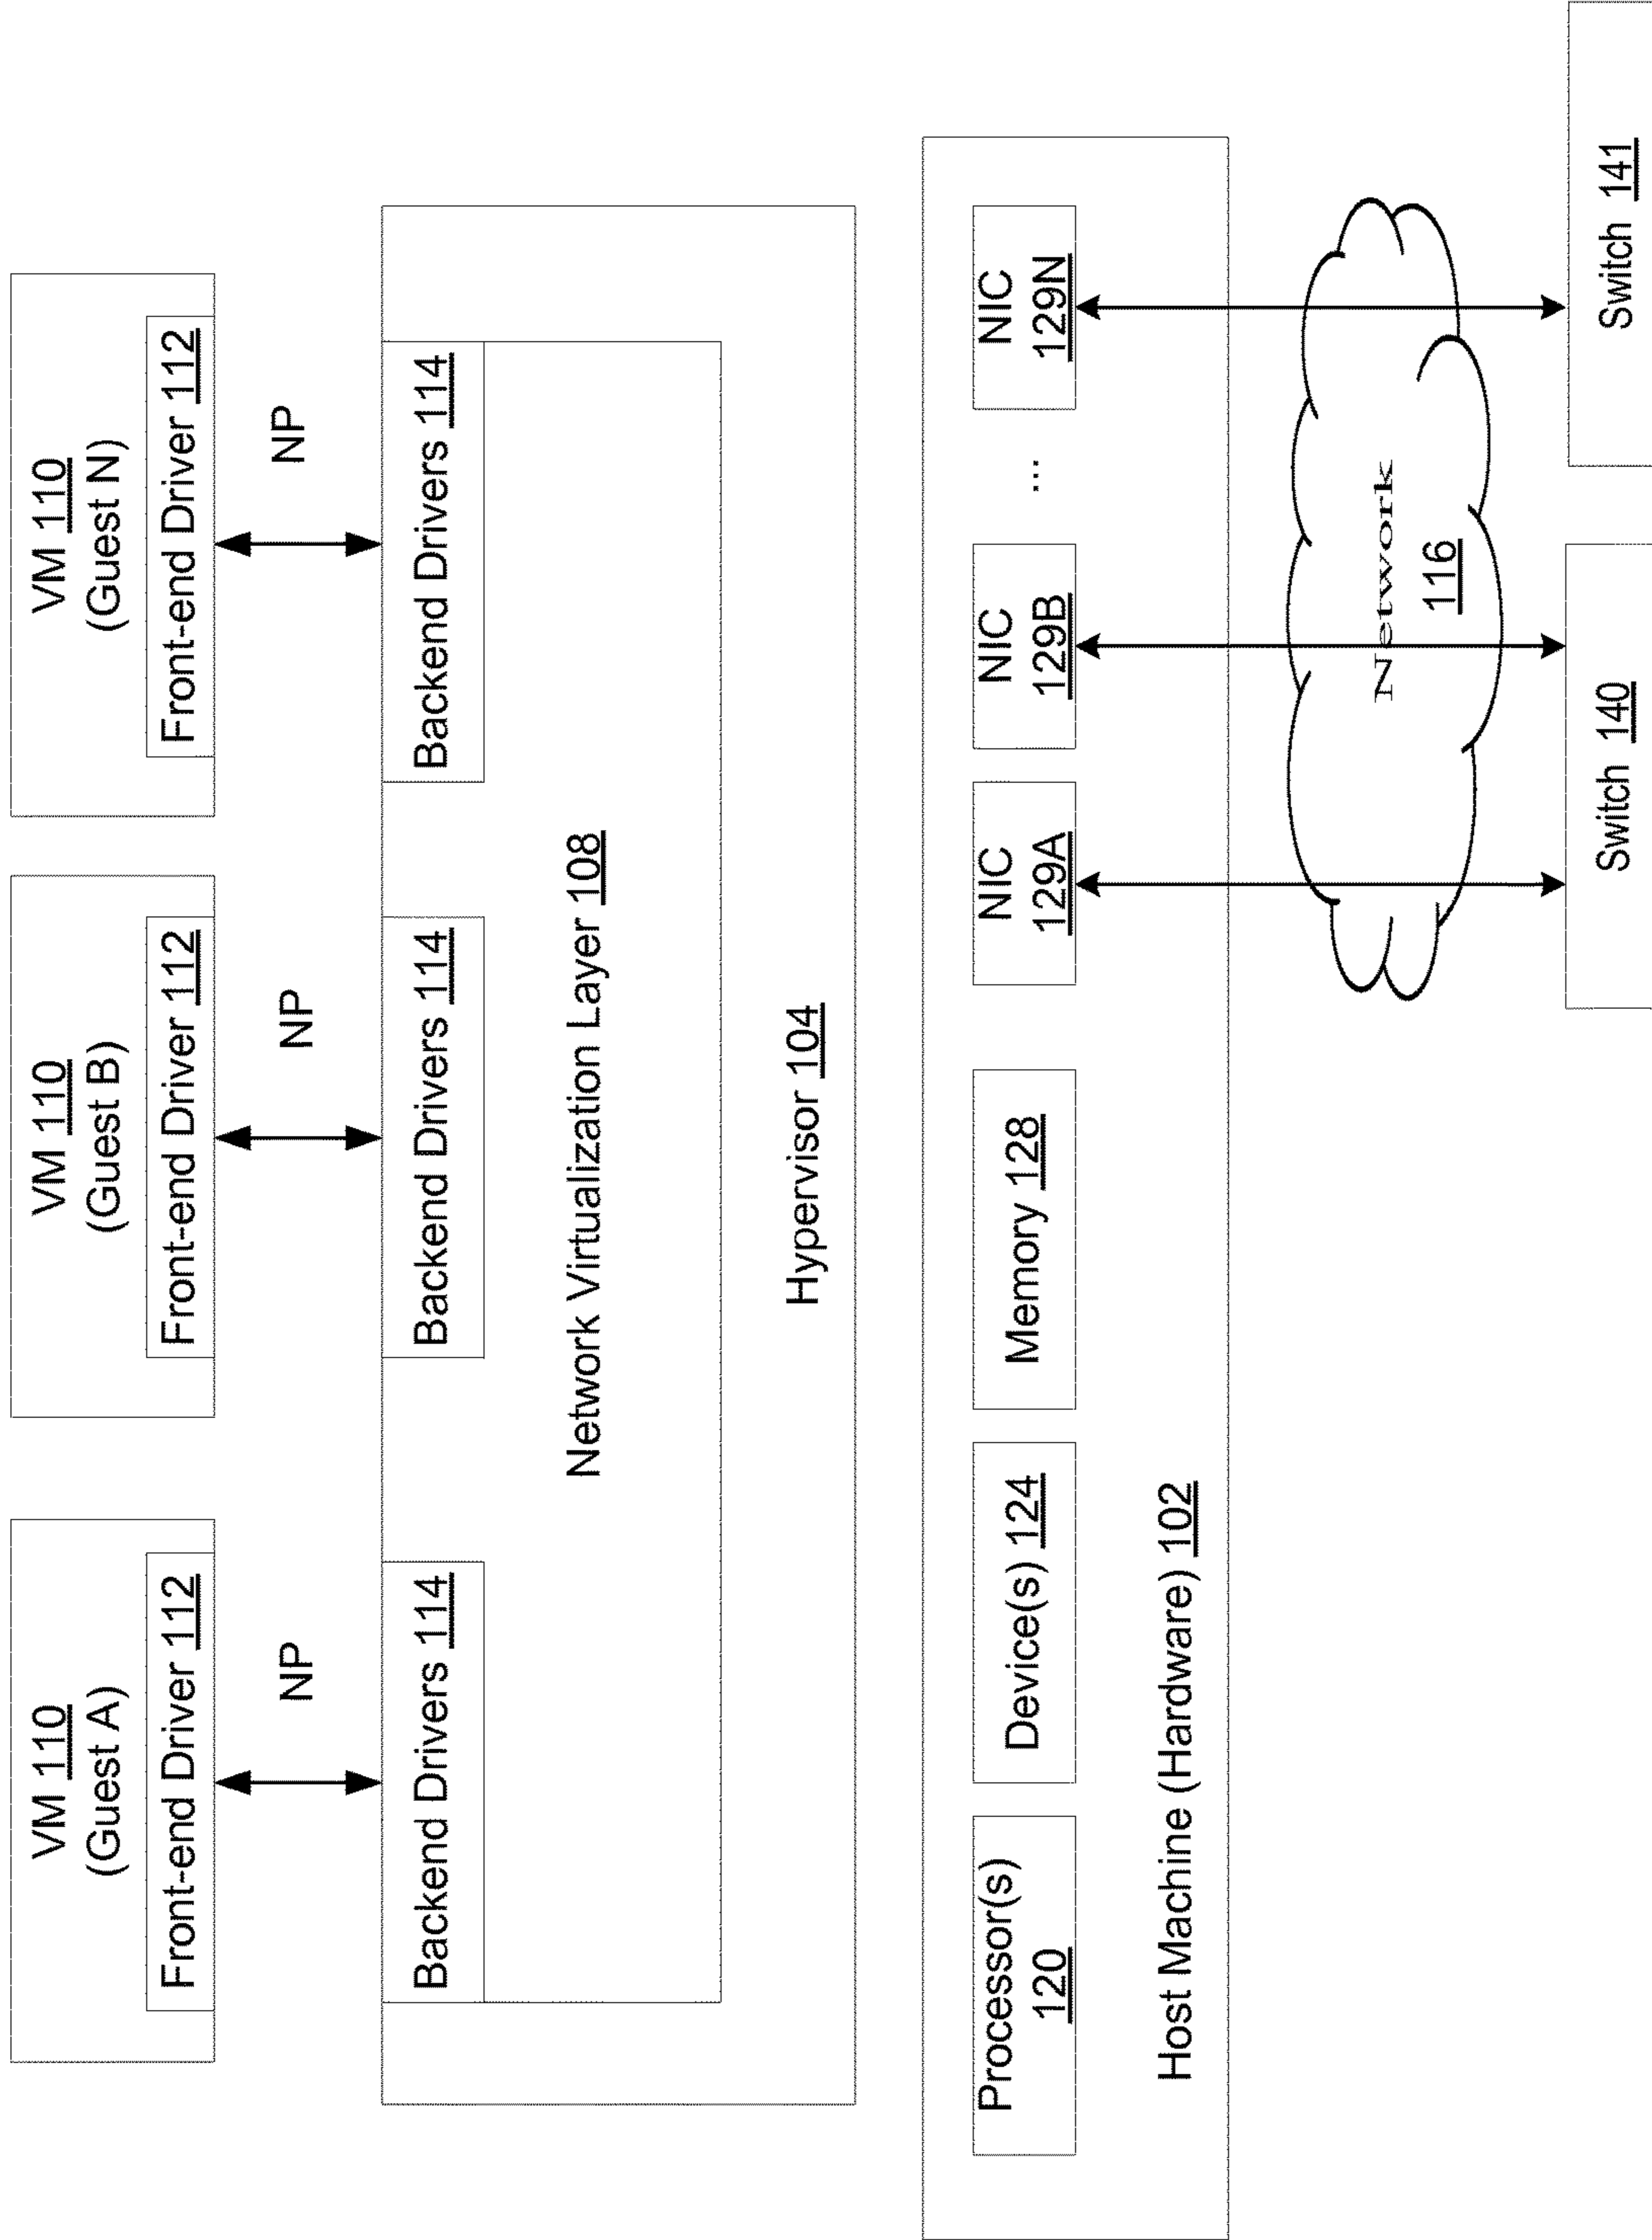 VM 110
(Guest A)
Front-end Driver 112
VM 110
(Guest B)
Front-end Driver 112
VM 110
(Guest N)
Front-end Driver 112
NP
NP
NP
Backend Drivers 114
Backend Drivers 114
Backend Drivers 114
Network Virtualization Layer 108
Hypervisor 104
Processor(s)
120
Device(s) 124
Memory 128
NIC
129A
NIC
129B
...
NIC
129N
Host Machine (Hardware) 102
Network
116
Switch 140
Switch 141